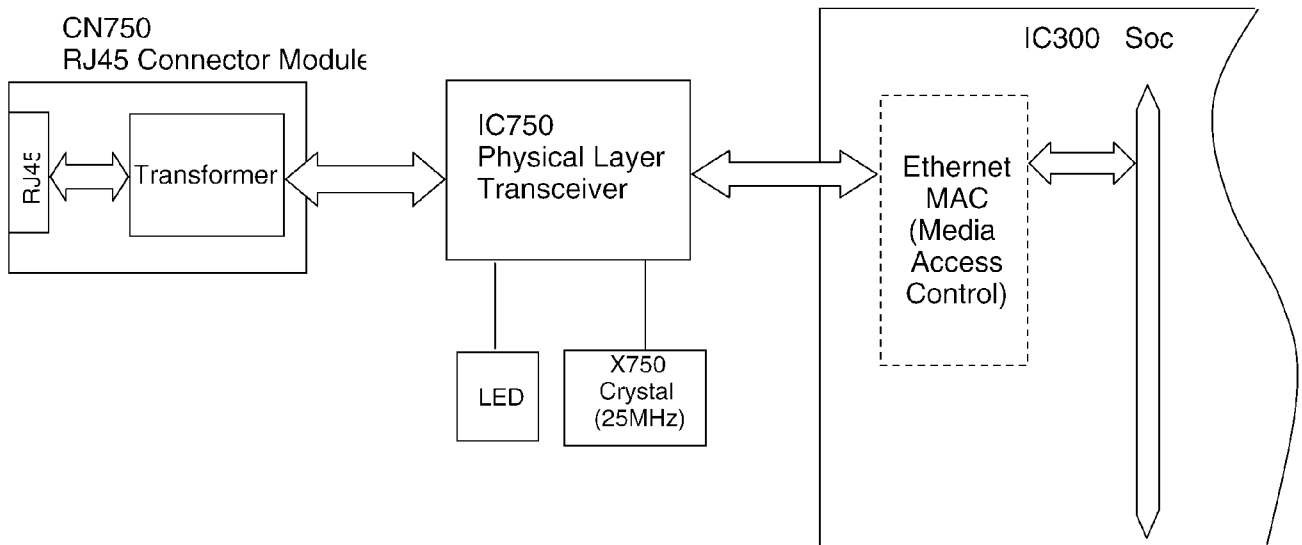 CN750
RJ45 Connector Module
RJ45
Transformer
IC750
Physical Layer
Transceiver
LED
X750
Crystal
(25MHz)
IC300 Soc
Ethernet
MAC
(Media
Access
Control)